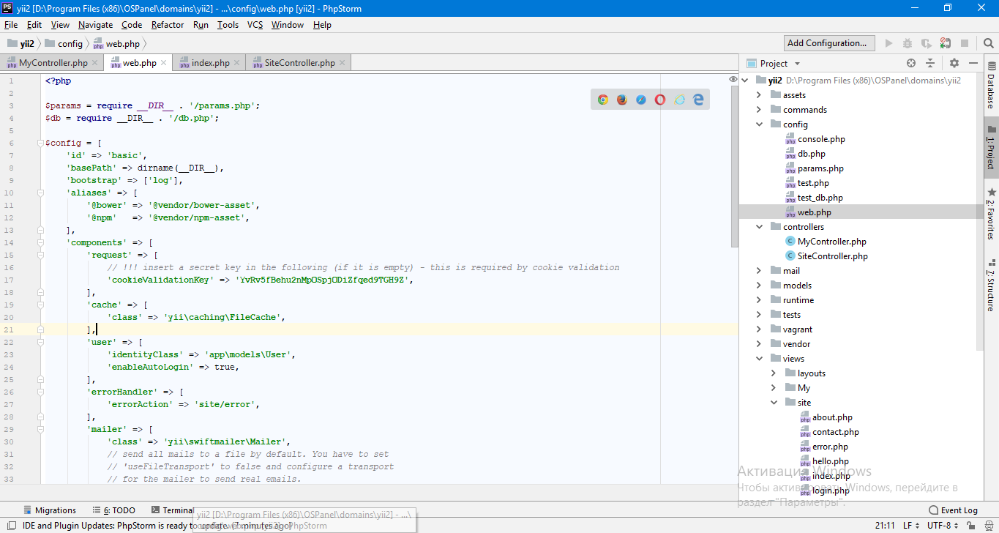 yii2 [D:\Program Files (x86)\OSPanel\domains\yii2] - ...\config\web.php [yii2] - PhpStorm
File Edit View Navigate Code Refactor Run Tools VCS Window Help
yii2 config web.php Add Configuration...
MyController.php web.php index.php SiteController.php
1 <?php
2
3 $params = require __DIR__ . '/params.php';
4 $db = require __DIR__ . '/db.php';
5
6 $config = [
7 'id' => 'basic',
8 'basePath' => dirname(__DIR__),
9 'bootstrap' => ['log'],
10 'aliases' => [
11 '@bower' => '@vendor/bower-asset',
12 '@npm'   => '@vendor/npm-asset',
13 ],
14 'components' => [
15 'request' => [
16 // !!! insert a secret key in the following (if it is empty) - this is required by cookie validation
17 'cookieValidationKey' => 'YvRv5fBehu2nMpOSpjODiZfqed9TGH9Z',
18 ],
19 'cache' => [
20 'class' => 'yii\caching\FileCache',
21 ],
22 'user' => [
23 'identityClass' => 'app\models\User',
24 'enableAutoLogin' => true,
25 ],
26 'errorHandler' => [
27 'errorAction' => 'site/error',
28 ],
29 'mailer' => [
30 'class' => 'yii\swiftmailer\Mailer',
31 // send all mails to a file by default. You have to set
32 // 'useFileTransport' to false and configure a transport
33 // for the mailer to send real emails.
Project
yii2 D:\Program Files (x86)\OSPanel\domains\yii2
assets
commands
config
console.php
db.php
params.php
test.php
test_db.php
web.php
controllers
MyController.php
SiteController.php
mail
models
runtime
tests
vagrant
vendor
views
layouts
My
site
about.php
contact.php
error.php
hello.php
index.php
login.php
Database
1: Project
2: Favorites
7: Structure
Активация Windows
Чтобы активировать Windows, перейдите в
раздел "Параметры".
Migrations 6: TODO Terminal Event Log
yii2 [D:\Program Files (x86)\OSPanel\domains\yii2] - ...\
config\web.php [yii2] - PhpStorm
IDE and Plugin Updates: PhpStorm is ready to update. (7 minutes ago) 21:11 LF UTF-8